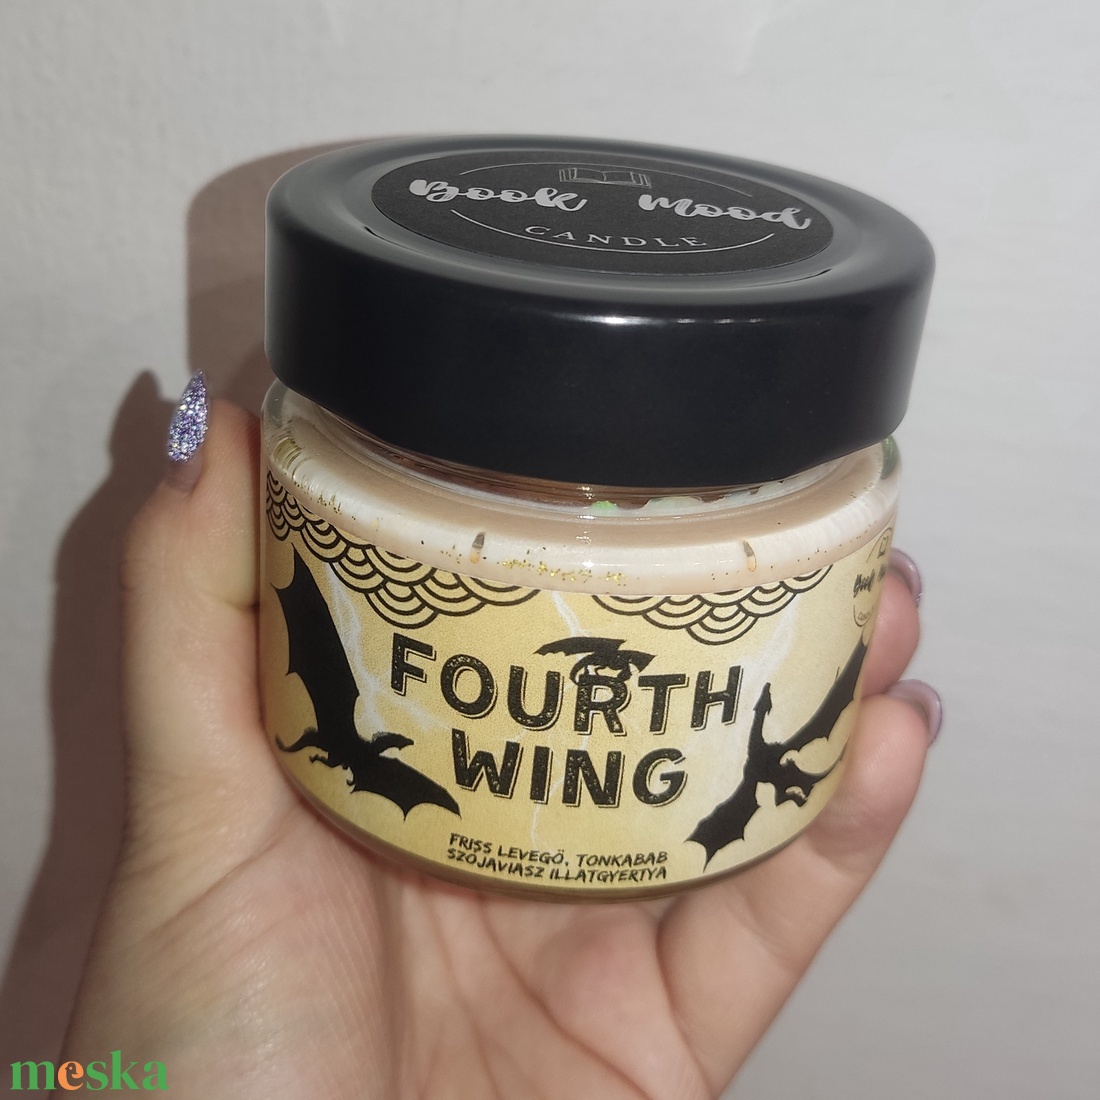 Book Mood
CANDLE
FOURTH
WING
FRISS LEVEGŐ, TONKABAB
SZÓJAVIASZ ILLATGYERTYA
meska